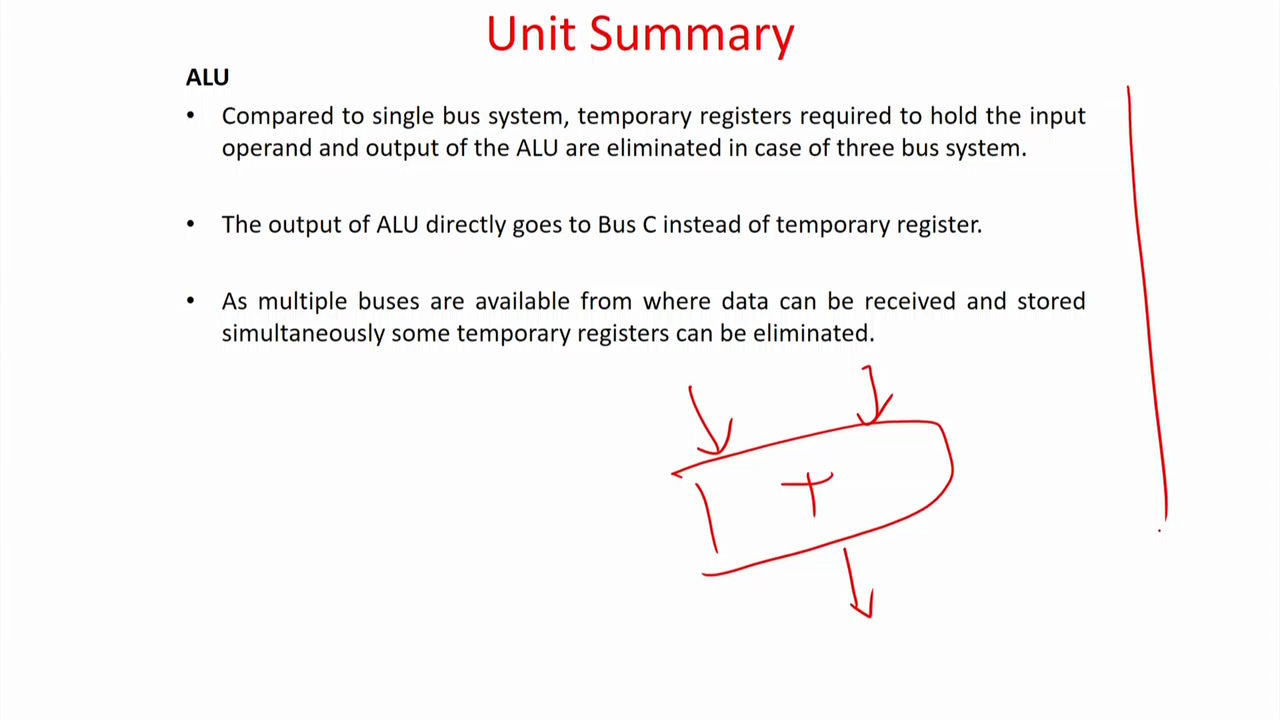 Unit Summary
ALU
• Compared to single bus system, temporary registers required to hold the input
operand and output of the ALU are eliminated in case of three bus system.
• The output of ALU directly goes to Bus C instead of temporary register.
• As multiple buses are available from where data can be received and stored
simultaneously some temporary registers can be eliminated.
+